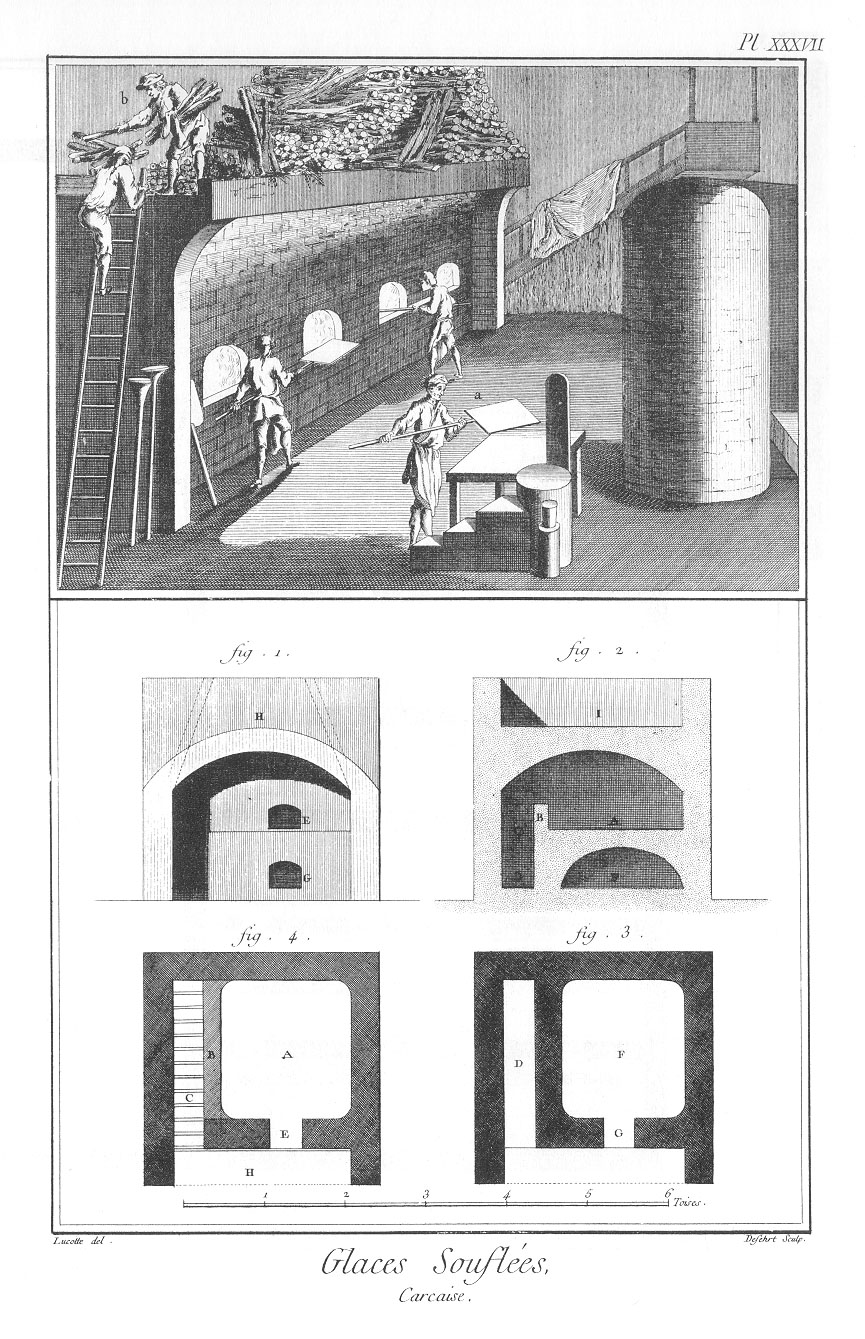 Pl XXXVII
b
a
fig. 1.
H
E
G
fig. 2.
I
B
A
fig. 4.
B
A
C
E
H
fig. 3.
D
F
G
1 2 3 4 5 6 Toises.
Lucotte del.
Defehrt Sculp.
Glaces Souflées,
Carcaise.